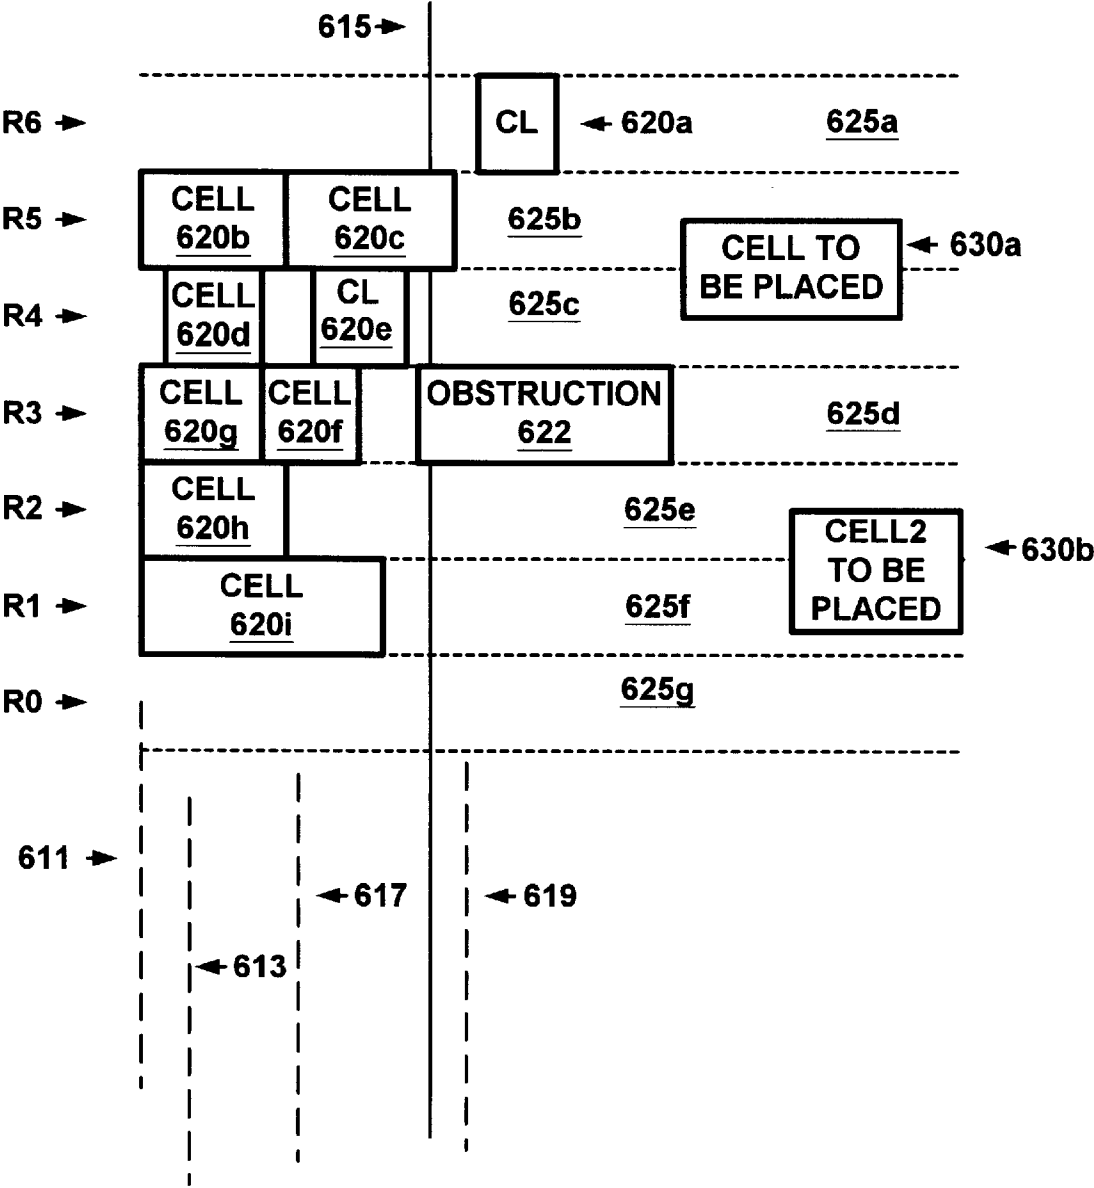 615
R6
CL
620a
625a
R5
CELL
620b
CELL
620c
625b
CELL TO
BE PLACED
630a
R4
CELL
620d
CL
620e
625c
R3
CELL
620g
CELL
620f
OBSTRUCTION
622
625d
R2
CELL
620h
625e
CELL2
TO BE
PLACED
630b
R1
CELL
620i
625f
R0
625g
611
617
619
613